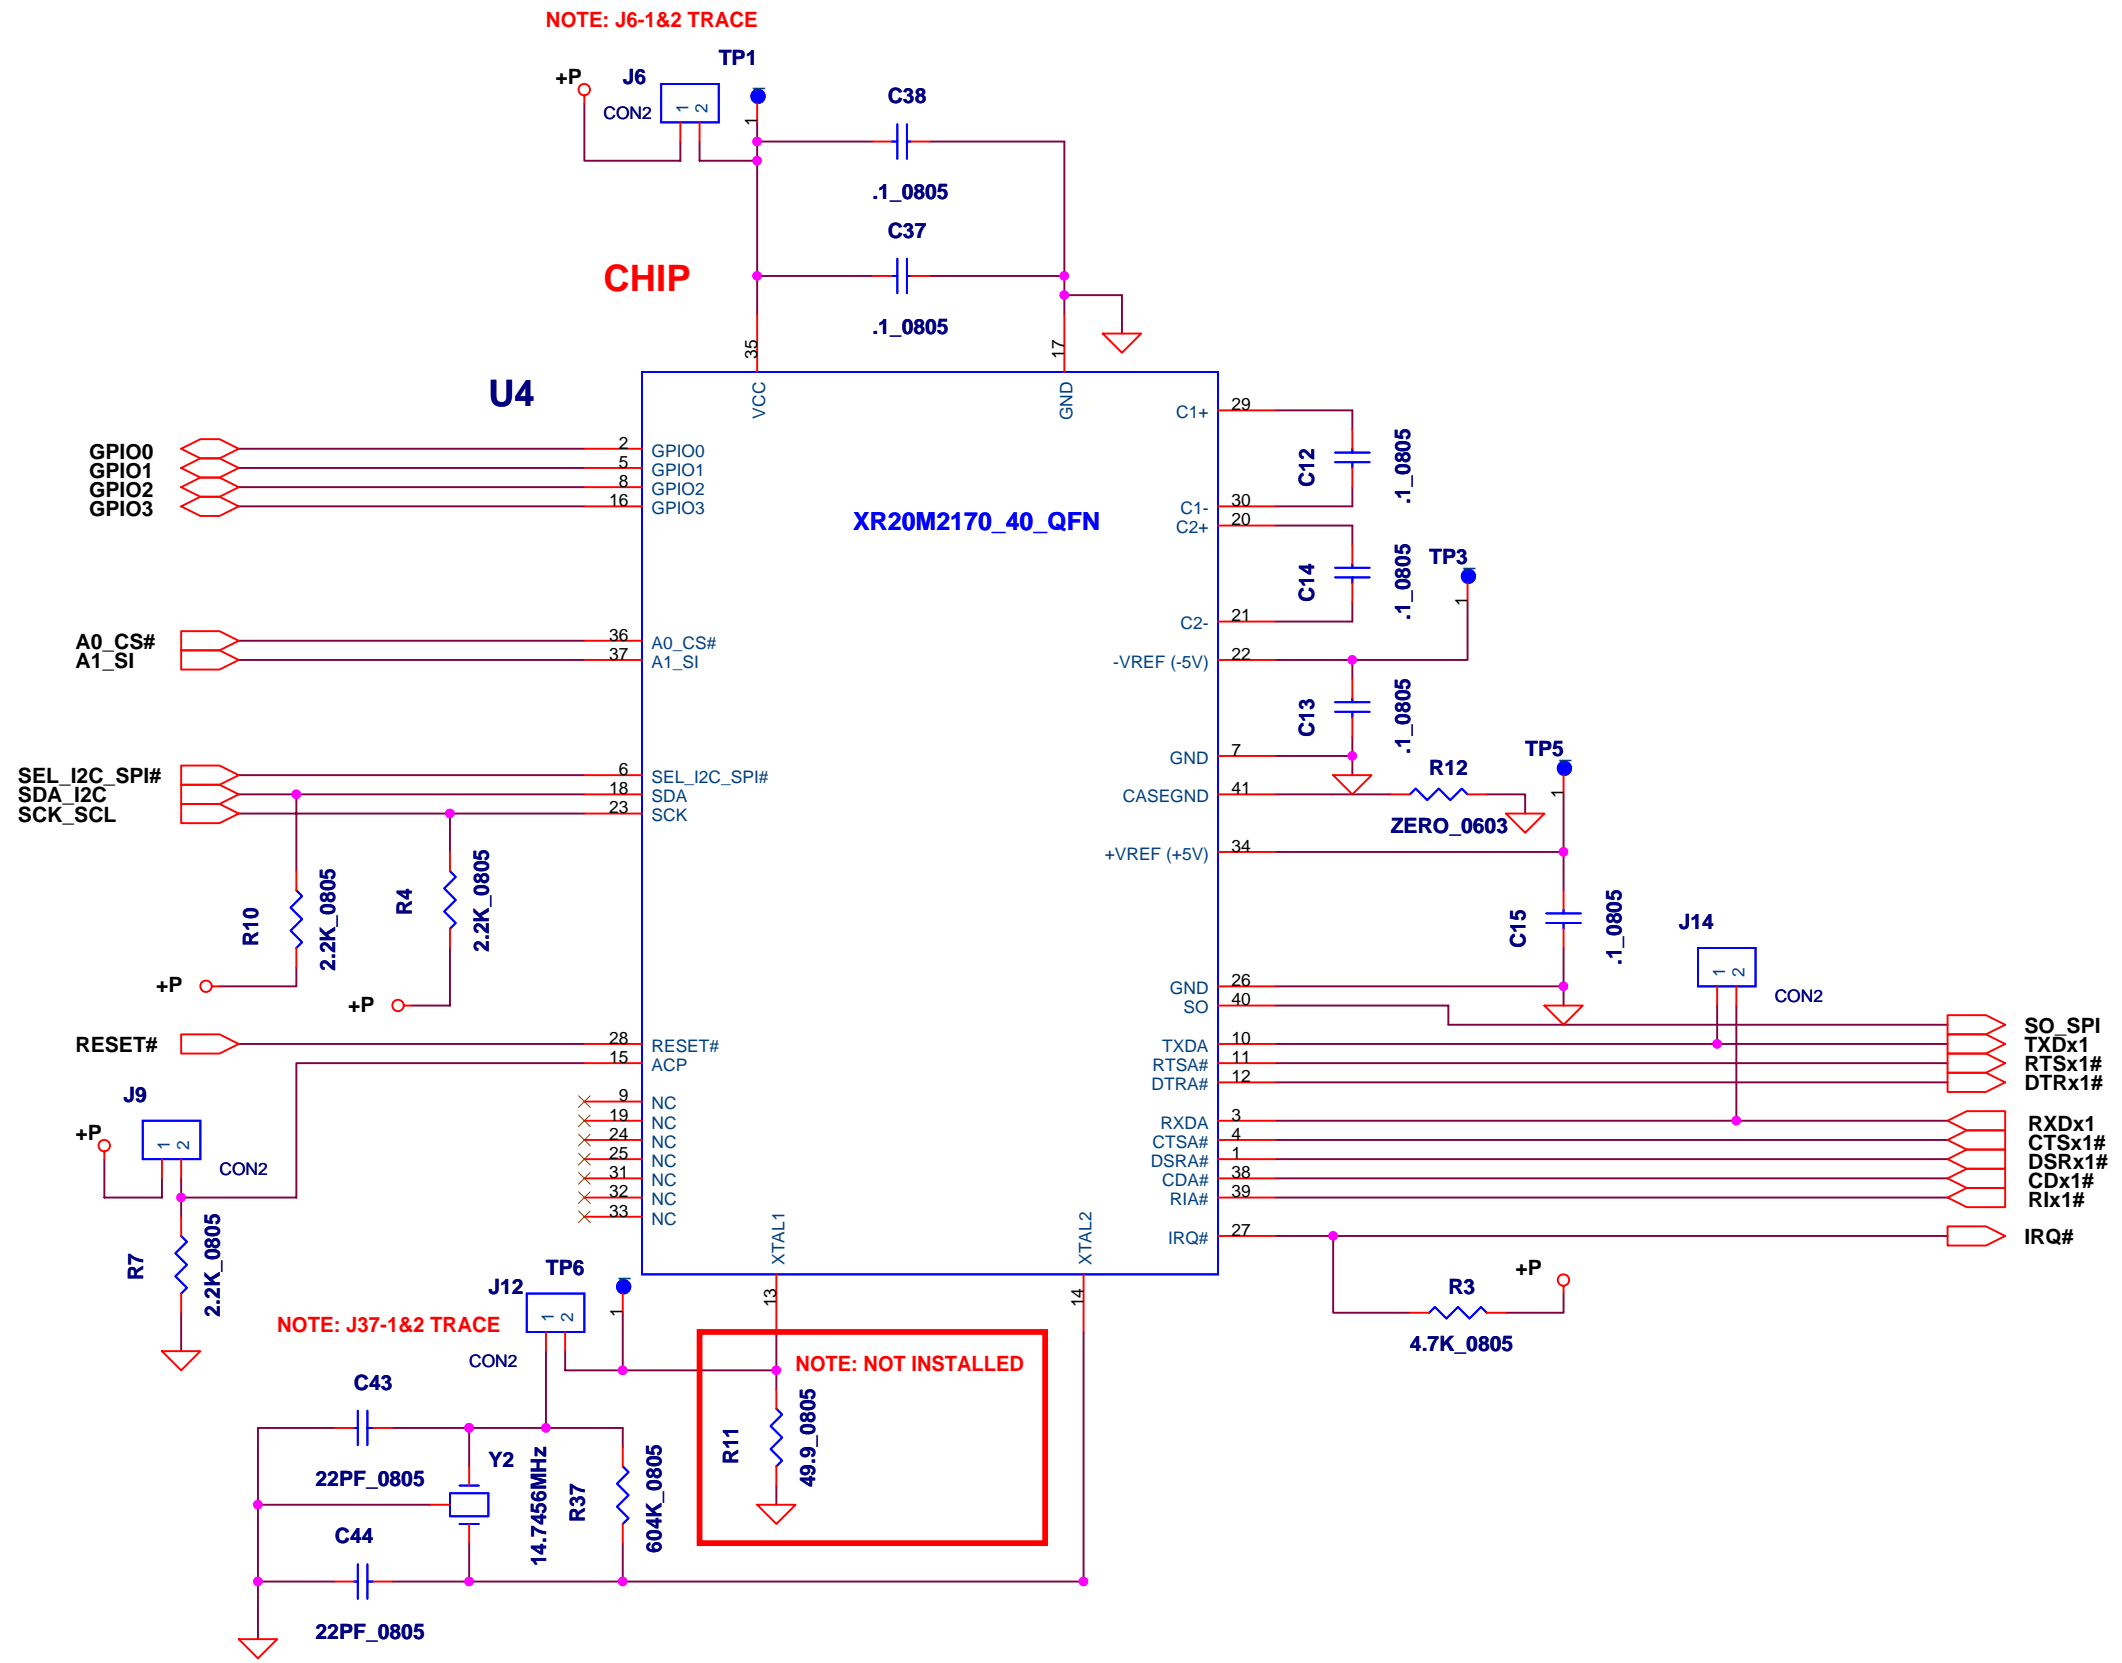 NOTE: J6-1&2 TRACE
TP1
+P
J6
CON2
1
2
1
C38
.1_0805
C37
.1_0805
CHIP
35
17
U4
VCC
GND
XR20M2170_40_QFN
GPIO0
2
GPIO0
GPIO1
5
GPIO1
GPIO2
8
GPIO2
GPIO3
16
GPIO3
A0_CS#
36
A0_CS#
A1_SI
37
A1_SI
SEL_I2C_SPI#
6
SEL_I2C_SPI#
SDA_I2C
18
SDA
SCK_SCL
23
SCK
R10
2.2K_0805
R4
2.2K_0805
+P
+P
RESET#
28
RESET#
15
ACP
9
NC
19
NC
24
NC
25
NC
31
NC
32
NC
33
NC
J9
+P
1
2
CON2
R7
2.2K_0805
C1+
29
C12
.1_0805
C1-
30
C2+
20
C14
.1_0805
C2-
21
TP3
1
-VREF (-5V)
22
C13
.1_0805
GND
7
CASEGND
41
R12
ZERO_0603
TP5
1
+VREF (+5V)
34
C15
.1_0805
GND
26
SO
40
J14
1
2
CON2
SO_SPI
TXDA
10
TXDx1
RTSA#
11
RTSx1#
DTRA#
12
DTRx1#
RXDA
3
RXDx1
CTSA#
4
CTSx1#
DSRA#
1
DSRx1#
CDA#
38
CDx1#
RIA#
39
RIx1#
IRQ#
27
IRQ#
R3
+P
4.7K_0805
XTAL1
XTAL2
13
14
TP6
J12
1
2
1
CON2
NOTE: J37-1&2 TRACE
NOTE: NOT INSTALLED
R11
49.9_0805
C43
22PF_0805
Y2
14.7456MHz
R37
604K_0805
C44
22PF_0805